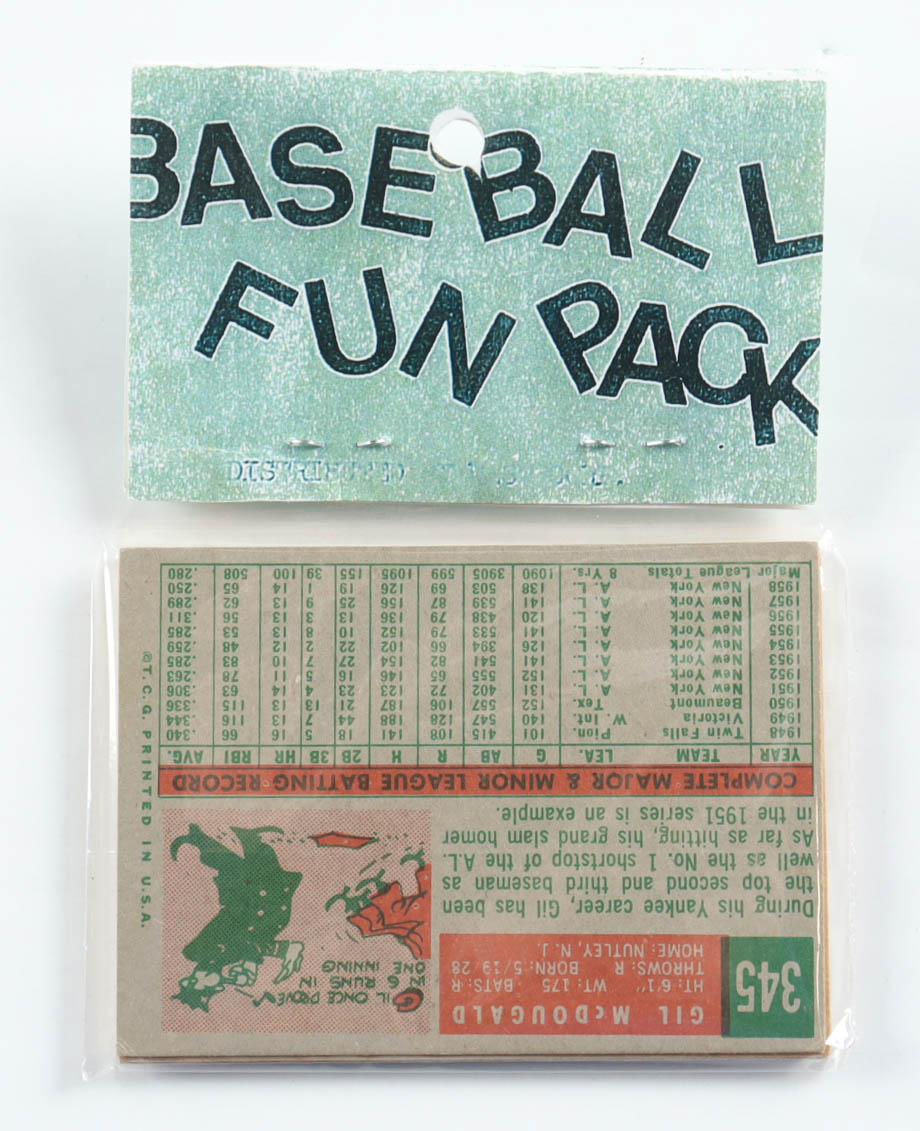 BASEBALL
FUN PACK
DISTRIBUTED
345
GIL McDOUGALD
HT: 6'1" WT: 175 BATS: R
THROWS: R BORN: 5/19/28
HOME: NUTLEY, N. J.
GIL ONCE DROVE
IN 6 RUNS IN
ONE INNING
During his Yankee career, Gil has been
the top second and third baseman as
well as the No. 1 shortstop of the A.L.
As far as hitting, his grand slam homer
in the 1951 series is an example.
COMPLETE MAJOR & MINOR LEAGUE BATTING RECORD
YEAR TEAM LEA. G AB R H 2B 3B HR RBI AVG.
1948 Twin Falls Pion. 101 415 108 141 18 5 16 66 .340
1949 Victoria W. Int. 140 547 128 188 44 7 13 116 .344
1950 Beaumont Tex. 152 557 106 187 21 13 13 115 .336
1951 New York A. L. 131 402 72 123 23 4 14 63 .306
1952 New York A. L. 152 555 65 146 16 5 11 78 .263
1953 New York A. L. 141 541 82 154 27 7 10 83 .285
1954 New York A. L. 126 394 66 102 22 2 12 48 .259
1955 New York A. L. 141 533 79 152 10 8 13 53 .285
1956 New York A. L. 120 438 79 136 13 3 13 56 .311
1957 New York A. L. 141 539 87 156 25 9 13 62 .289
1958 New York A. L. 138 503 69 126 19 1 14 65 .250
Major League Totals 8 Yrs. 1090 3905 599 1095 155 39 100 508 .280
© T. C. G. PRINTED IN U.S.A.